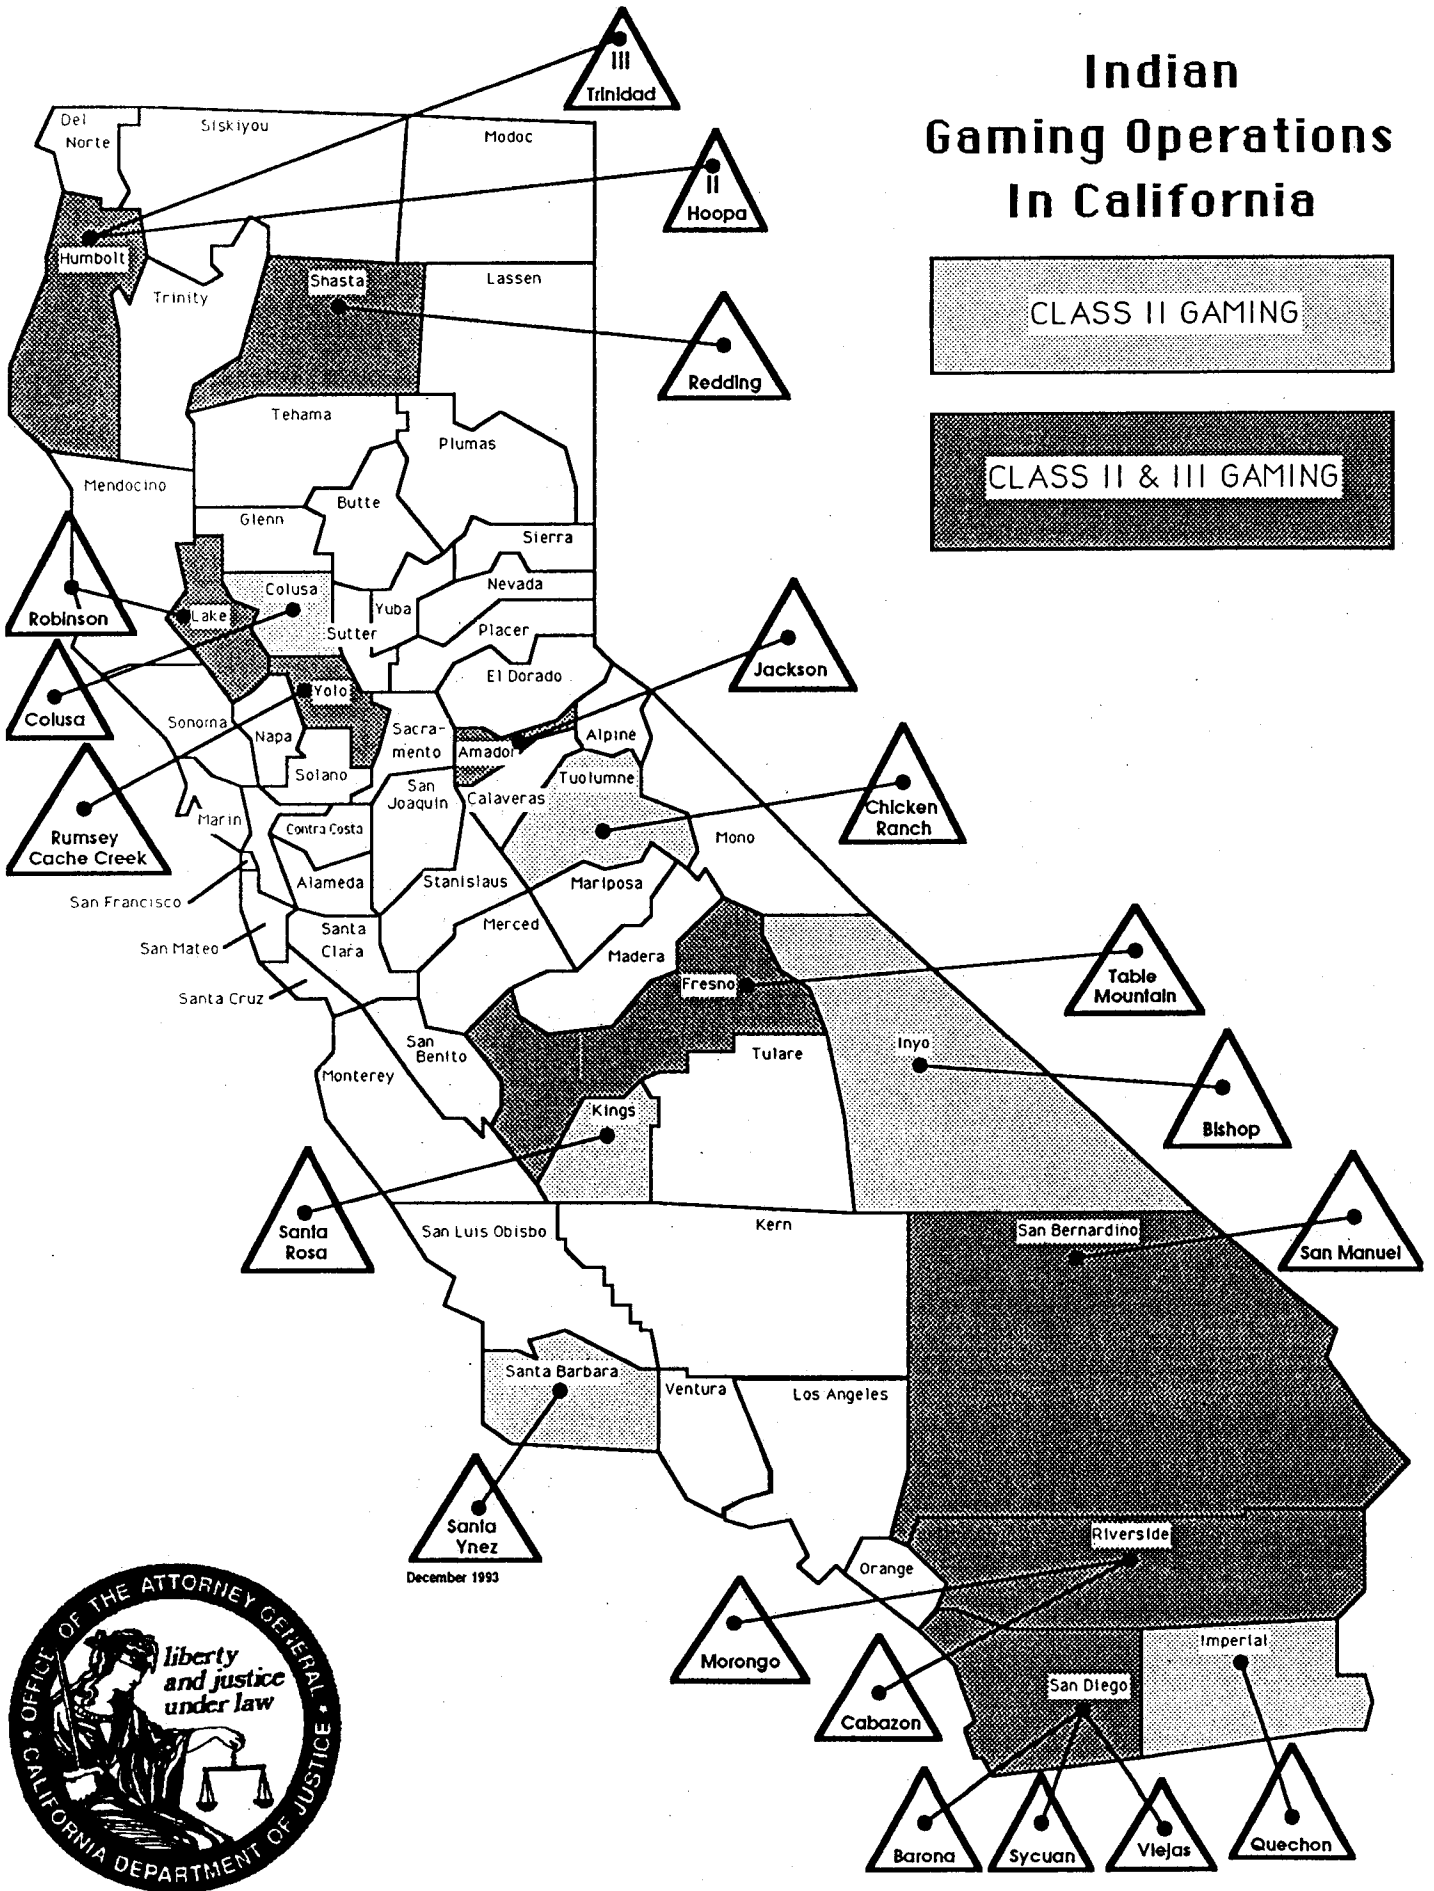 Indian
Gaming Operations
In California
CLASS II GAMING
CLASS II & III GAMING
III
Trinidad
II
Hoopa
Redding
Del
Norte
Siskiyou
Modoc
Humbolt
Trinity
Shasta
Lassen
Tehama
Plumas
Mendocino
Butte
Glenn
Sierra
Robinson
Lake
Colusa
Yuba
Nevada
Sutter
Placer
El Dorado
Jackson
Colusa
Yolo
Sonoma
Napa
Sacra-
mento
Amador
Alpine
Solano
Tuolumne
Rumsey
Cache Creek
Marin
Contra Costa
San
Joaquin
Calaveras
Chicken
Ranch
Mono
San Francisco
Alameda
Stanislaus
Mariposa
San Mateo
Santa
Clara
Merced
Madera
Santa Cruz
Fresno
Table
Mountain
San
Benito
Monterey
Tulare
Inyo
Bishop
Kings
Santa
Rosa
San Luis Obisbo
Kern
San Bernardino
San Manuel
Santa Barbara
Ventura
Los Angeles
Santa
Ynez
December 1993
Orange
Riverside
Morongo
Cabazon
San Diego
Imperial
Barona
Sycuan
Viejas
Quechon
OFFICE OF THE ATTORNEY GENERAL
liberty
and justice
under law
CALIFORNIA DEPARTMENT OF JUSTICE